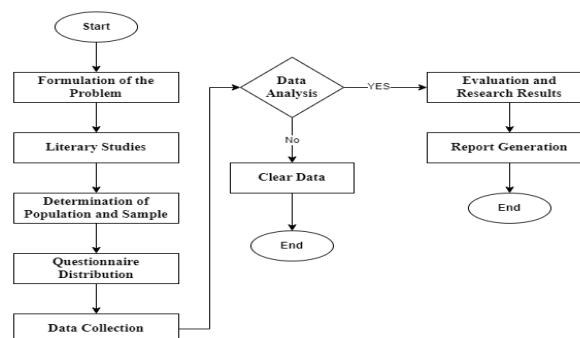 Start
Formulation of the
Problem
Literary Studies
Determination of
Population and Sample
Questionnaire
Distribution
Data Collection
Data
Analysis
YES
No
Clear Data
End
Evaluation and
Research Results
Report Generation
End